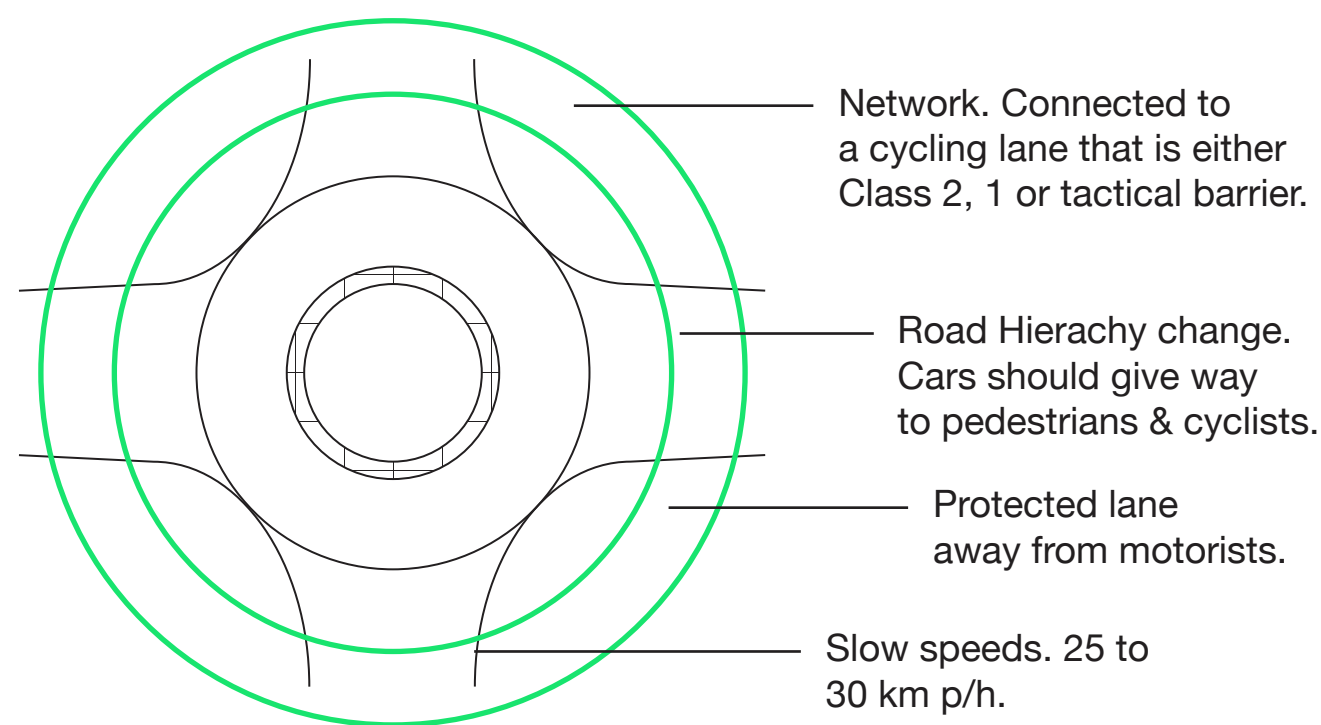 Network. Connected to
a cycling lane that is either
Class 2, 1 or tactical barrier.
Road Hierachy change.
Cars should give way
to pedestrians & cyclists.
Protected lane
away from motorists.
Slow speeds. 25 to
30 km p/h.